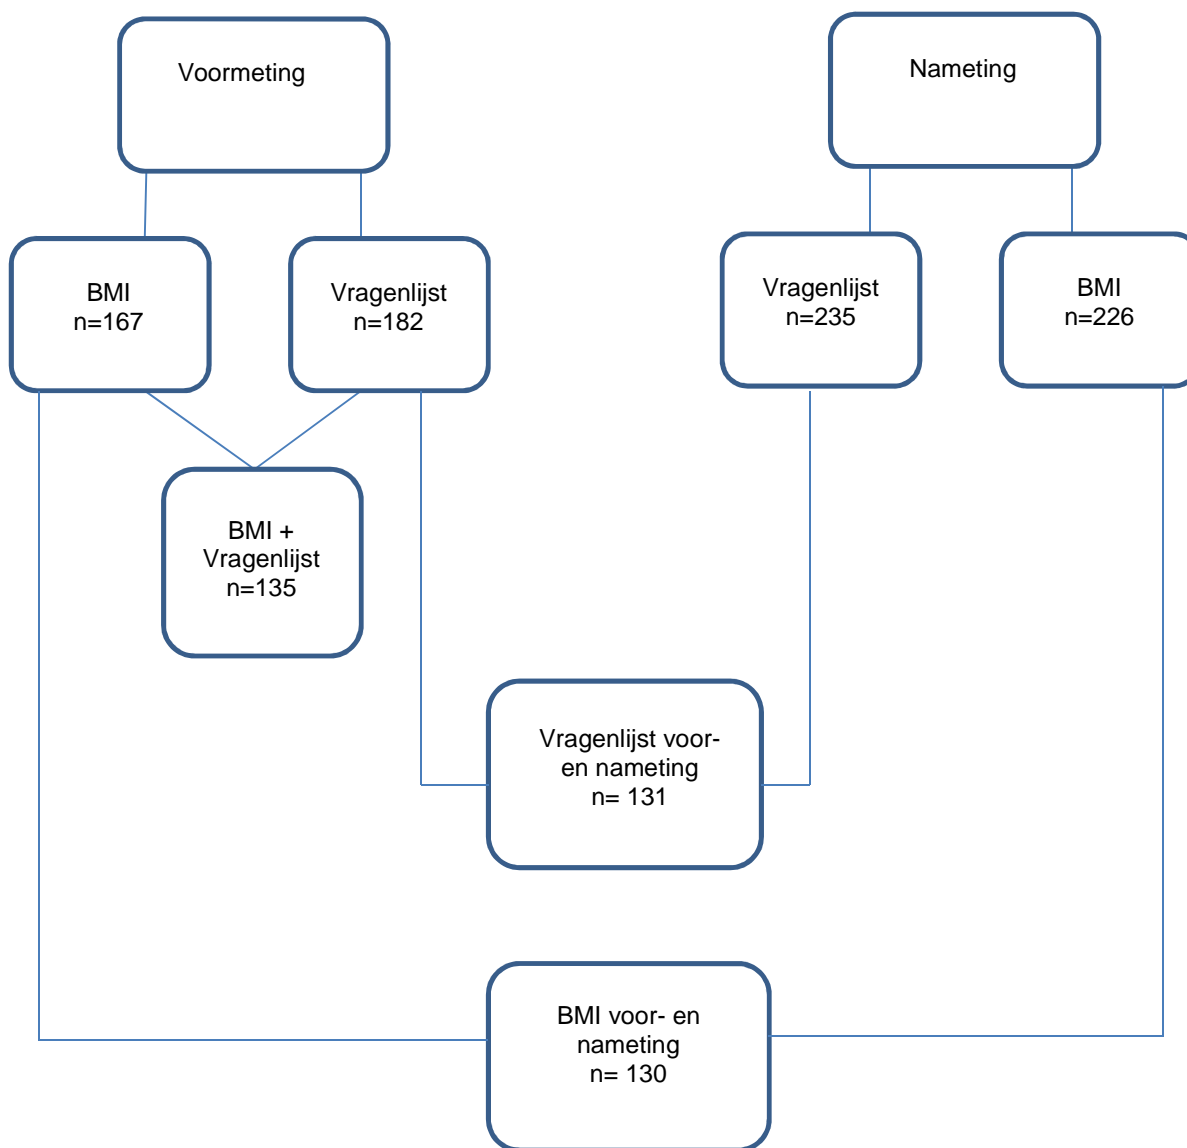 Voormeting
Nameting
BMI
n=167
Vragenlijst
n=182
Vragenlijst
n=235
BMI
n=226
BMI +
Vragenlijst
n=135
Vragenlijst voor-
en nameting
n= 131
BMI voor- en
nameting
n= 130